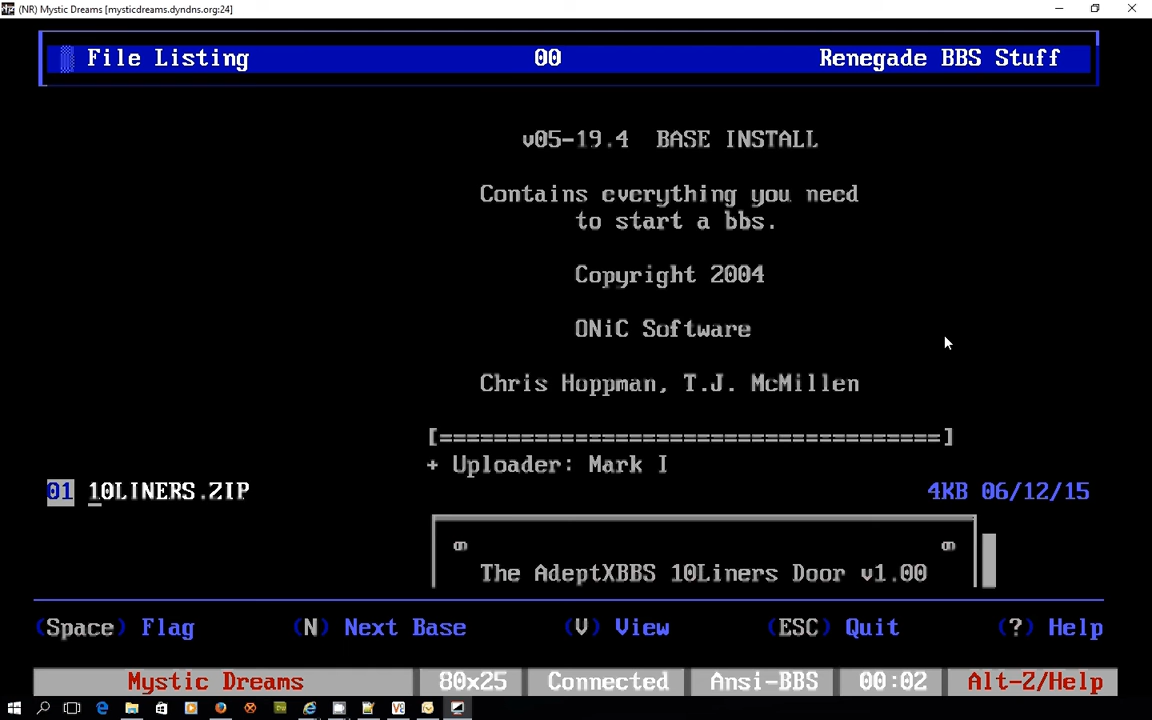 (NR) Mystic Dreams [mysticdreams.dyndns.org:24]
File Listing 00 Renegade BBS Stuff
v05-19.4 BASE INSTALL
Contains everything you need
to start a bbs.
Copyright 2004
ONiC Software
Chris Hoppman, T.J. McMillen
[=====================================]
+ Uploader: Mark I
01 10LINERS.ZIP 4KB 06/12/15
The AdeptXBBS 10Liners Door v1.00
(Space) Flag (N) Next Base (V) View (ESC) Quit (?) Help
Mystic Dreams 80x25 Connected Ansi-BBS 00:02 Alt-Z/Help